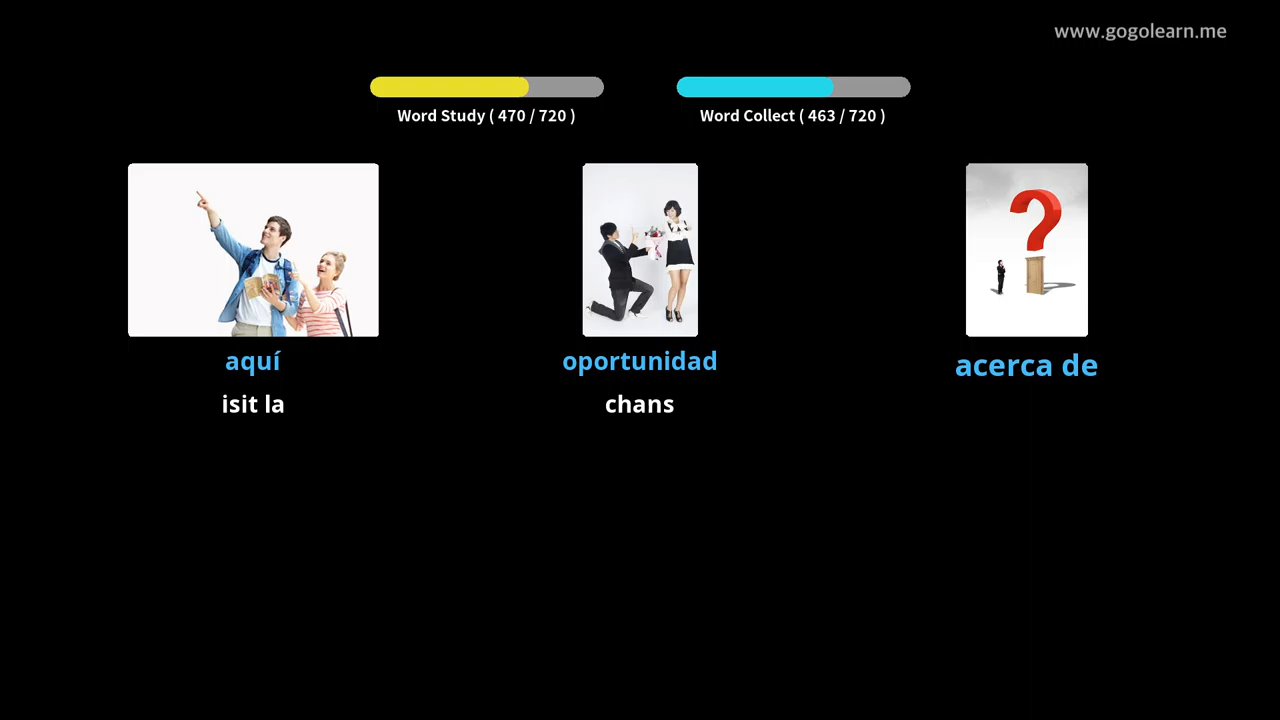 www.gogolearn.me
Word Study ( 470 / 720 )
Word Collect ( 463 / 720 )
aquí
isit la
oportunidad
chans
acerca de